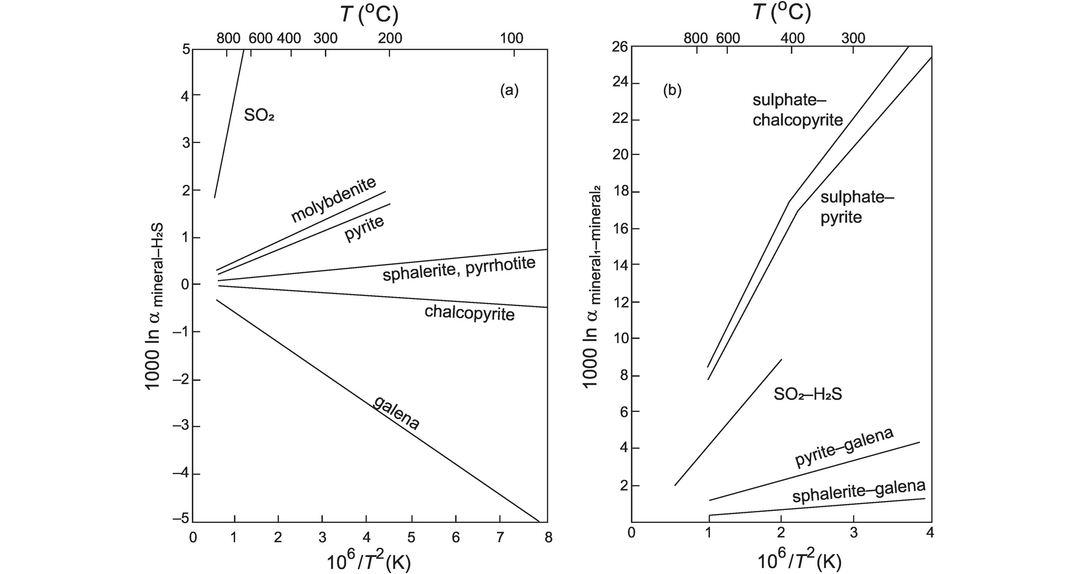 T (°C)
800 600 400 300 200 100
5
4
3
2
1
0
–1
–2
–3
–4
–5
1000 ln α mineral–H₂S
(a)
SO₂
molybdenite
pyrite
sphalerite, pyrrhotite
chalcopyrite
galena
0 1 2 3 4 5 6 7 8
10⁶/T²(K)
T (°C)
800 600 400 300
26
24
22
20
18
16
14
12
10
8
6
4
2
1000 ln α mineral₁–mineral₂
(b)
sulphate–
chalcopyrite
sulphate–
pyrite
SO₂–H₂S
pyrite–galena
sphalerite–galena
0 1 2 3 4
10⁶/T²(K)